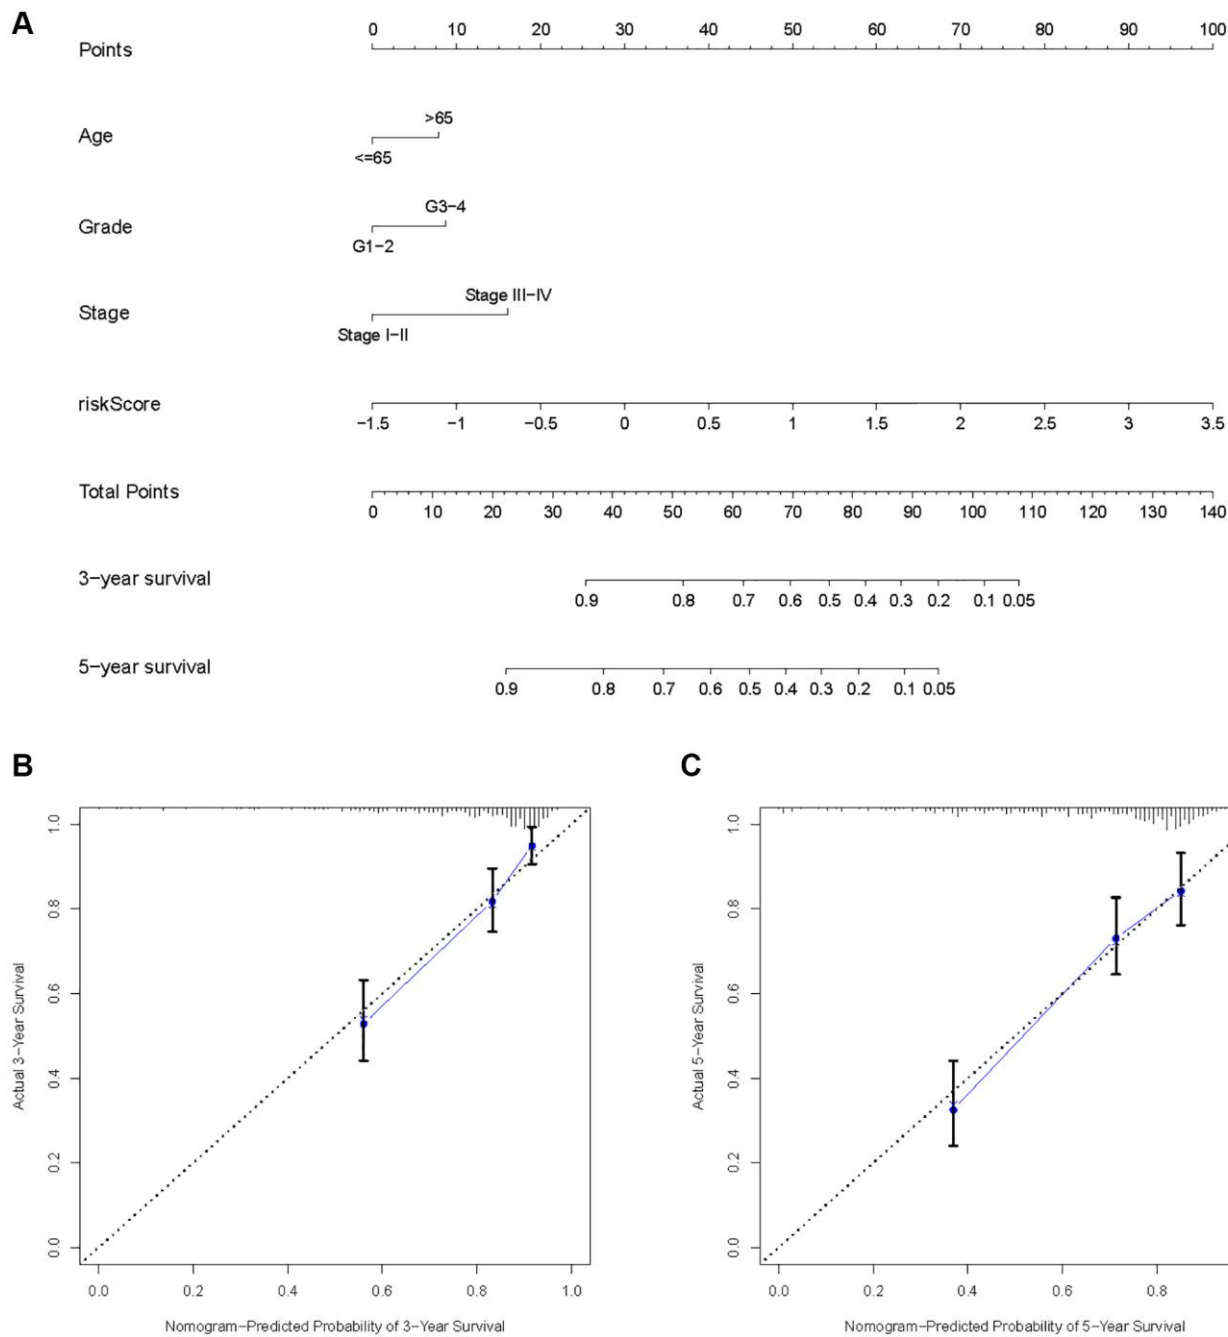 A
Points
0 10 20 30 40 50 60 70 80 90 100
Age
>65
<=65
Grade
G3−4
G1−2
Stage
Stage III−IV
Stage I−II
riskScore
−1.5 −1 −0.5 0 0.5 1 1.5 2 2.5 3 3.5
Total Points
0 10 20 30 40 50 60 70 80 90 100 110 120 130 140
3−year survival
0.9 0.8 0.7 0.6 0.5 0.4 0.3 0.2 0.1 0.05
5−year survival
0.9 0.8 0.7 0.6 0.5 0.4 0.3 0.2 0.1 0.05
B
Actual 3−Year Survival
1.0
0.8
0.6
0.4
0.2
0.0
0.0 0.2 0.4 0.6 0.8 1.0
Nomogram−Predicted Probability of 3−Year Survival
C
Actual 5−Year Survival
1.0
0.8
0.6
0.4
0.2
0.0
0.0 0.2 0.4 0.6 0.8
Nomogram−Predicted Probability of 5−Year Survival